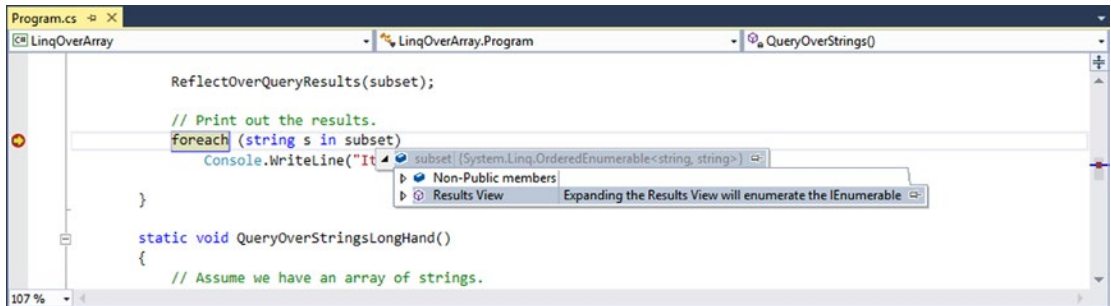 Program.cs
LinqOverArray LinqOverArray.Program QueryOverStrings()
ReflectOverQueryResults(subset);
// Print out the results.
foreach (string s in subset)
Console.WriteLine("It
subset {System.Linq.OrderedEnumerable<string, string>}
Non-Public members
Results View Expanding the Results View will enumerate the IEnumerable
}
static void QueryOverStringsLongHand()
{
// Assume we have an array of strings.
107 %